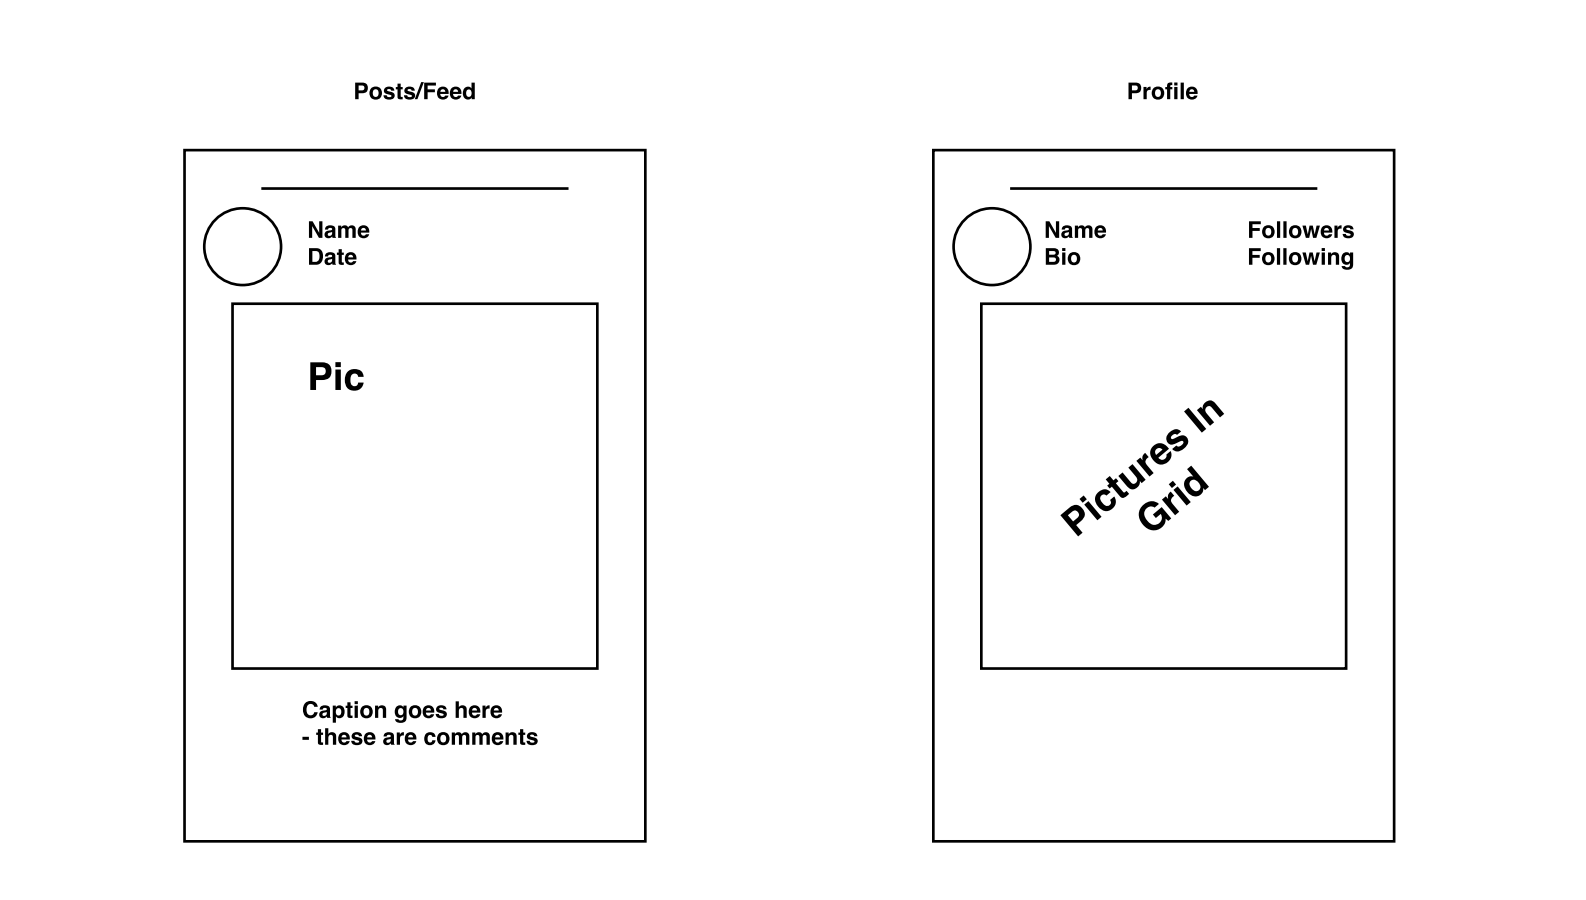 Posts/Feed
Name
Date
Pic
Caption goes here
- these are comments
Profile
Name
Bio
Followers
Following
Pictures In
Grid